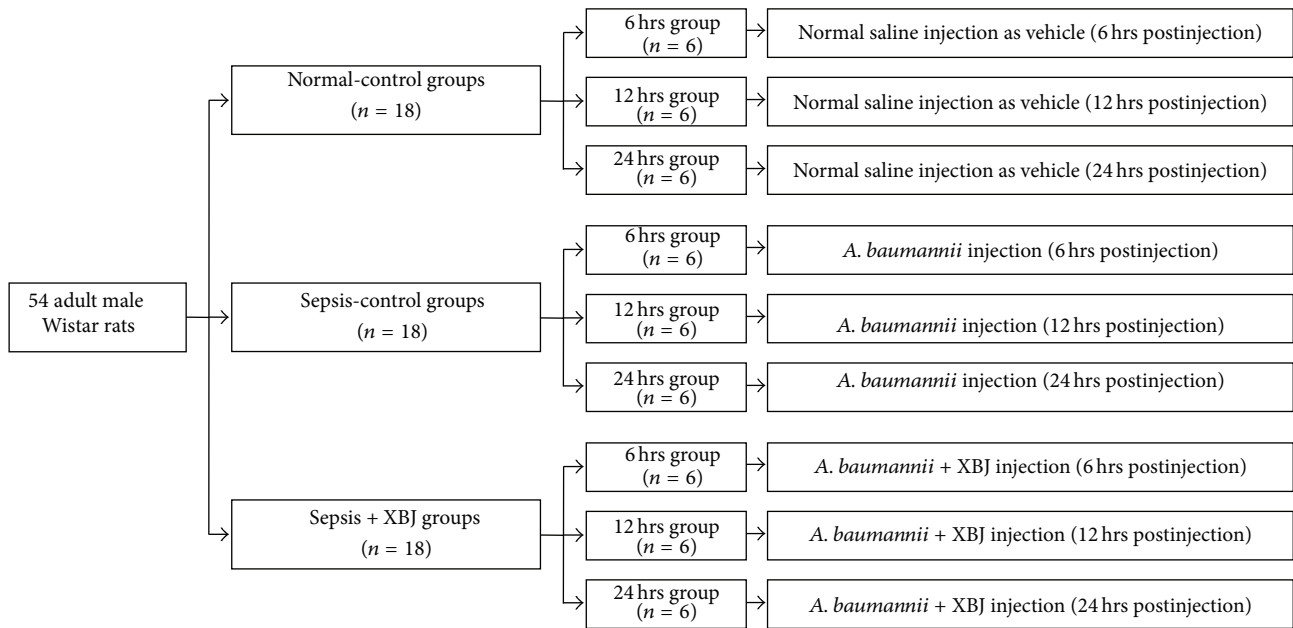 54 adult male
Wistar rats
Normal-control groups
(n = 18)
6 hrs group
(n = 6)
Normal saline injection as vehicle (6 hrs postinjection)
12 hrs group
(n = 6)
Normal saline injection as vehicle (12 hrs postinjection)
24 hrs group
(n = 6)
Normal saline injection as vehicle (24 hrs postinjection)
Sepsis-control groups
(n = 18)
6 hrs group
(n = 6)
A. baumannii injection (6 hrs postinjection)
12 hrs group
(n = 6)
A. baumannii injection (12 hrs postinjection)
24 hrs group
(n = 6)
A. baumannii injection (24 hrs postinjection)
Sepsis + XBJ groups
(n = 18)
6 hrs group
(n = 6)
A. baumannii + XBJ injection (6 hrs postinjection)
12 hrs group
(n = 6)
A. baumannii + XBJ injection (12 hrs postinjection)
24 hrs group
(n = 6)
A. baumannii + XBJ injection (24 hrs postinjection)